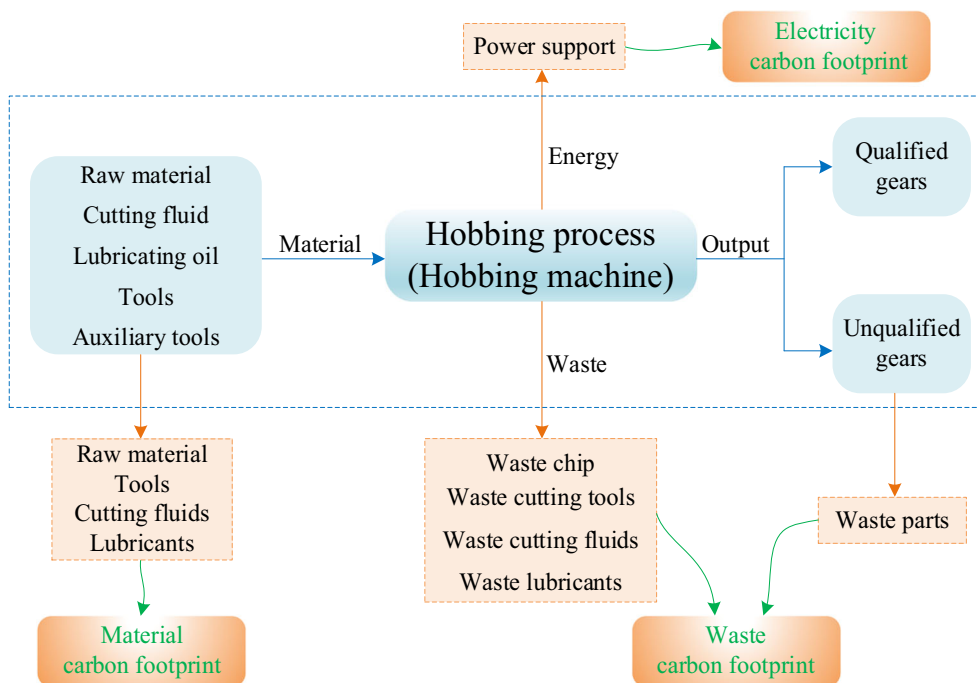 Power support
Electricity
carbon footprint
Energy
Raw material
Cutting fluid
Lubricating oil
Tools
Auxiliary tools
Material
Hobbing process
(Hobbing machine)
Output
Qualified
gears
Unqualified
gears
Waste
Raw material
Tools
Cutting fluids
Lubricants
Waste chip
Waste cutting tools
Waste cutting fluids
Waste lubricants
Waste parts
Material
carbon footprint
Waste
carbon footprint